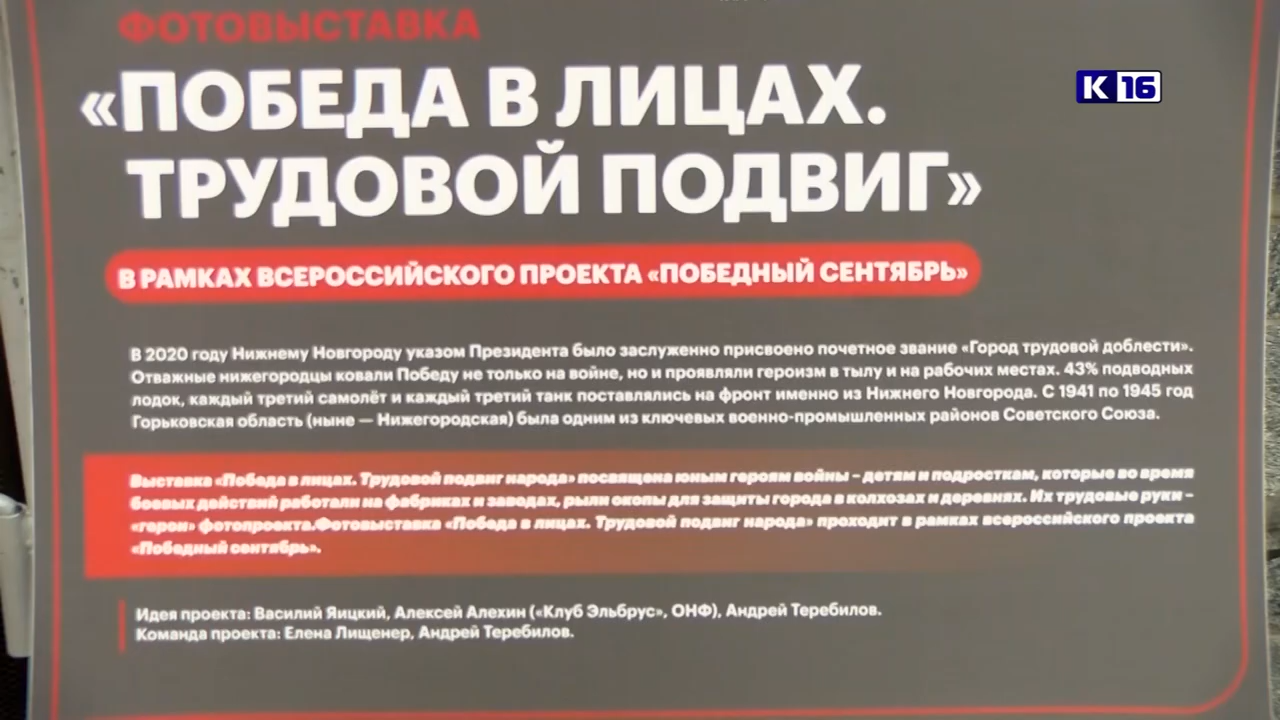 ФОТОВЫСТАВКА
«ПОБЕДА В ЛИЦАХ.
К 16
ТРУДОВОЙ ПОДВИГ»
В РАМКАХ ВСЕРОССИЙСКОГО ПРОЕКТА «ПОБЕДНЫЙ СЕНТЯБРЬ»
В 2020 году Нижнему Новгороду указом Президента было заслуженно присвоено почетное звание «Город трудовой доблести».
Отважные нижегородцы ковали Победу не только на войне, но и проявляли героизм в тылу и на рабочих местах. 43% подводных
лодок, каждый третий самолёт и каждый третий танк поставлялись на фронт именно из Нижнего Новгорода. С 1941 по 1945 год
Горьковская область (ныне — Нижегородская) была одним из ключевых военно-промышленных районов Советского Союза.
Выставка «Победа в лицах. Трудовой подвиг народа» посвящена юным героям войны – детям и подросткам, которые во время
боевых действий работали на фабриках и заводах, рыли окопы для защиты города в колхозах и деревнях. Их трудовые руки –
«герои» фотопроекта.Фотовыставка «Победа в лицах. Трудовой подвиг народа» проходит в рамках всероссийского проекта
«Победный сентябрь».
Идея проекта: Василий Яицкий, Алексей Алехин («Клуб Эльбрус», ОНФ), Андрей Теребилов.
Команда проекта: Елена Лищенер, Андрей Теребилов.